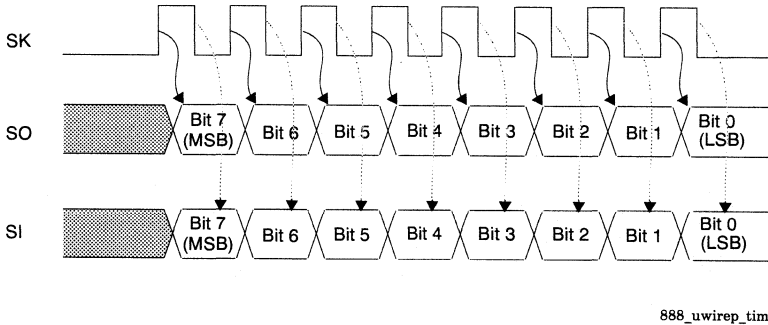 SK
SO
Bit 7
(MSB)
Bit 6
Bit 5
Bit 4
Bit 3
Bit 2
Bit 1
Bit 0
(LSB)
SI
Bit 7
(MSB)
Bit 6
Bit 5
Bit 4
Bit 3
Bit 2
Bit 1
Bit 0
(LSB)
888_uwirep_tim